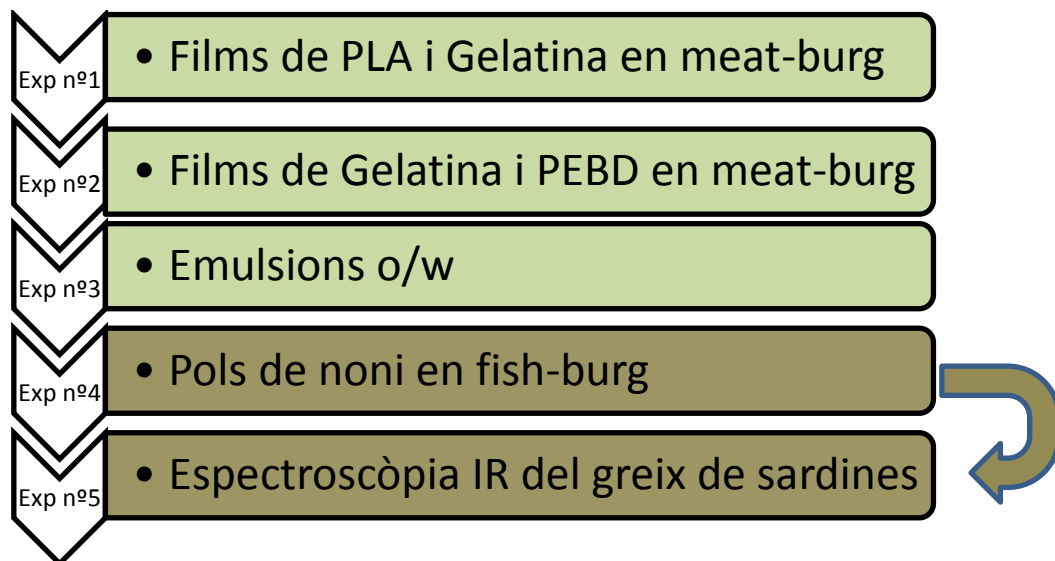 Exp nº1
• Films de PLA i Gelatina en meat-burg
Exp nº2
• Films de Gelatina i PEBD en meat-burg
Exp nº3
• Emulsions o/w
Exp nº4
• Pols de noni en fish-burg
Exp nº5
• Espectroscòpia IR del greix de sardines